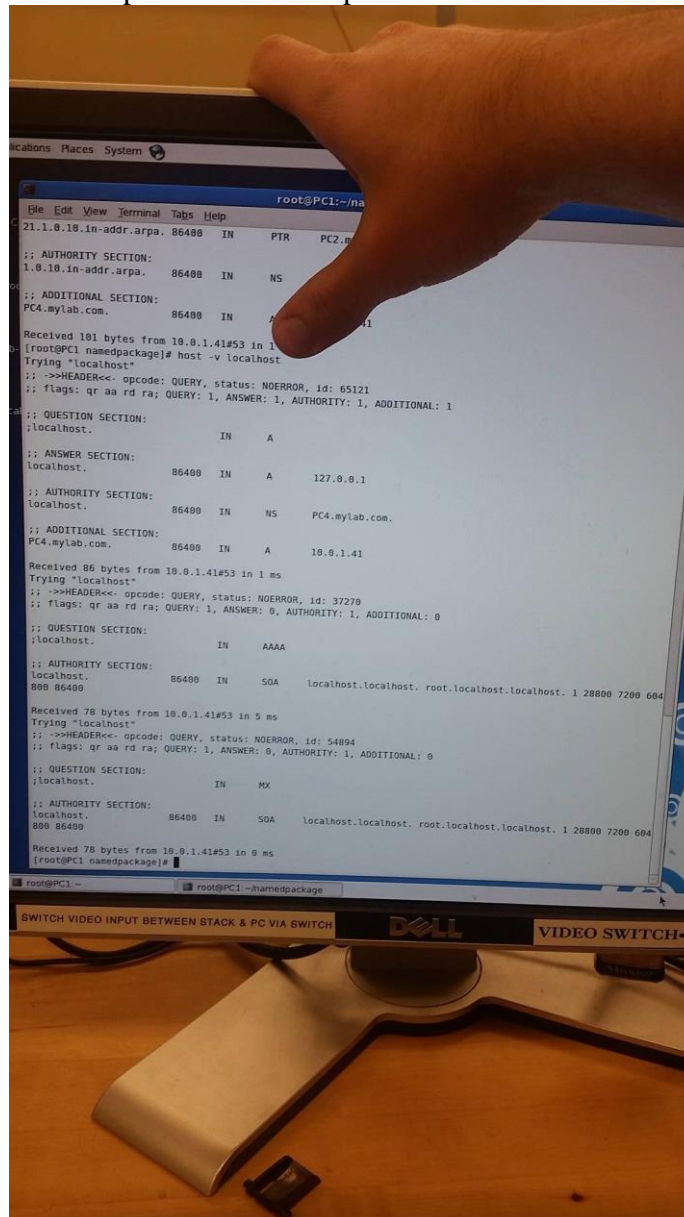 ications Places System
root@PC1:~/na
File Edit View Terminal Tabs Help
21.1.0.10.in-addr.arpa. 86400 IN PTR PC2.m
;; AUTHORITY SECTION:
1.0.10.in-addr.arpa. 86400 IN NS
;; ADDITIONAL SECTION:
PC4.mylab.com. 86400 IN A 41
Received 101 bytes from 10.0.1.41#53 in 1
[root@PC1 namedpackage]# host -v localhost
Trying "localhost"
;; ->>HEADER<<- opcode: QUERY, status: NOERROR, id: 65121
;; flags: qr aa rd ra; QUERY: 1, ANSWER: 1, AUTHORITY: 1, ADDITIONAL: 1
;; QUESTION SECTION:
;localhost. IN A
;; ANSWER SECTION:
localhost. 86400 IN A 127.0.0.1
;; AUTHORITY SECTION:
localhost. 86400 IN NS PC4.mylab.com.
;; ADDITIONAL SECTION:
PC4.mylab.com. 86400 IN A 10.0.1.41
Received 86 bytes from 10.0.1.41#53 in 1 ms
Trying "localhost"
;; ->>HEADER<<- opcode: QUERY, status: NOERROR, id: 37270
;; flags: qr aa rd ra; QUERY: 1, ANSWER: 0, AUTHORITY: 1, ADDITIONAL: 0
;; QUESTION SECTION:
;localhost. IN AAAA
;; AUTHORITY SECTION:
localhost. 86400 IN SOA localhost.localhost. root.localhost.localhost. 1 28800 7200 604
800 86400
Received 78 bytes from 10.0.1.41#53 in 5 ms
Trying "localhost"
;; ->>HEADER<<- opcode: QUERY, status: NOERROR, id: 54894
;; flags: qr aa rd ra; QUERY: 1, ANSWER: 0, AUTHORITY: 1, ADDITIONAL: 0
;; QUESTION SECTION:
;localhost. IN MX
;; AUTHORITY SECTION:
localhost. 86400 IN SOA localhost.localhost. root.localhost.localhost. 1 28800 7200 604
800 86400
Received 78 bytes from 10.0.1.41#53 in 0 ms
[root@PC1 namedpackage]#
root@PC1:~
root@PC1:~/namedpackage
SWITCH VIDEO INPUT BETWEEN STACK & PC VIA SWITCH
DELL
VIDEO SWITCH